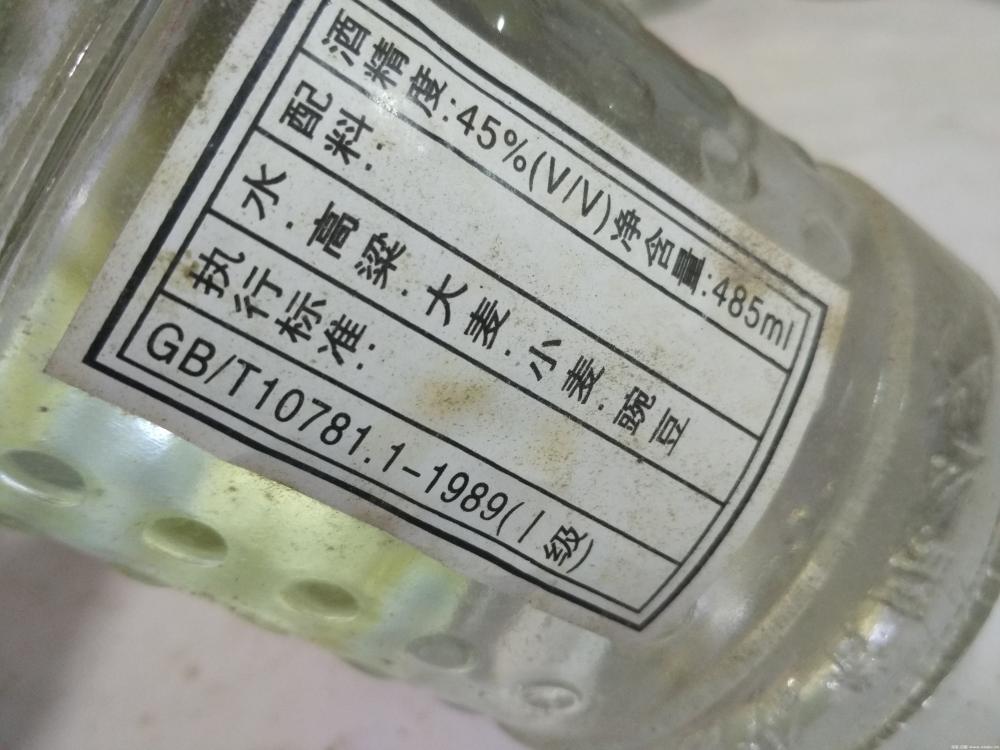 酒精度:45%(V/V)净含量:485ml
配料:
水.高粱.大麦.小麦.豌豆
执行标准:
GB/T10781.1-1989(一级)